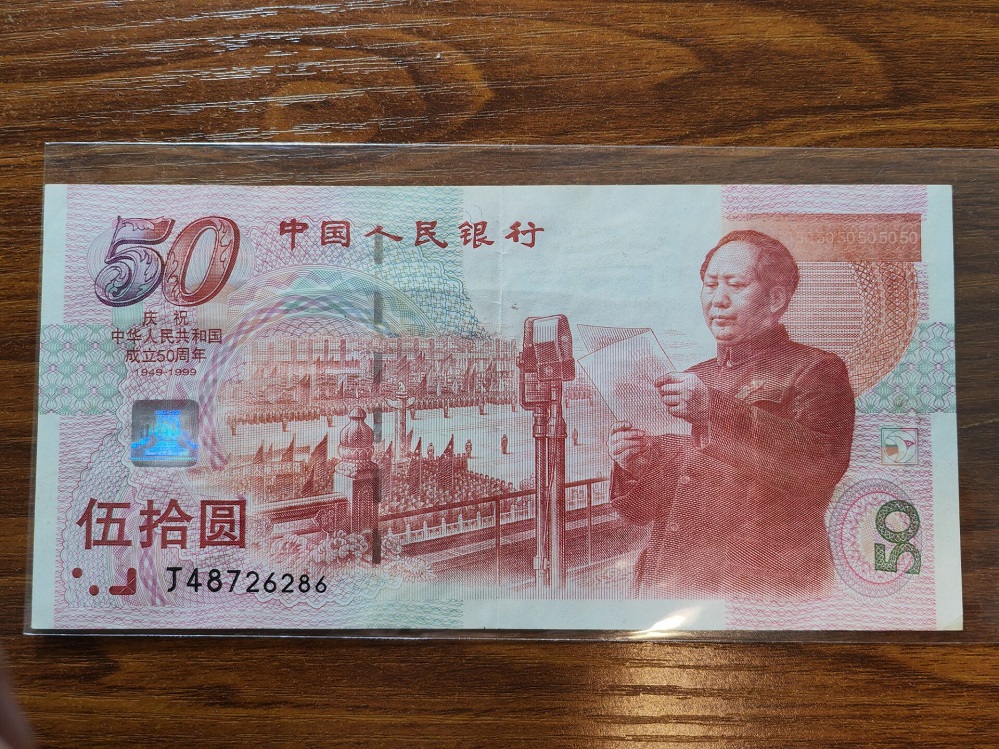 50
中国人民银行
庆祝
中华人民共和国
成立50周年
1949-1999
伍拾圆
J48726286
50505050
50